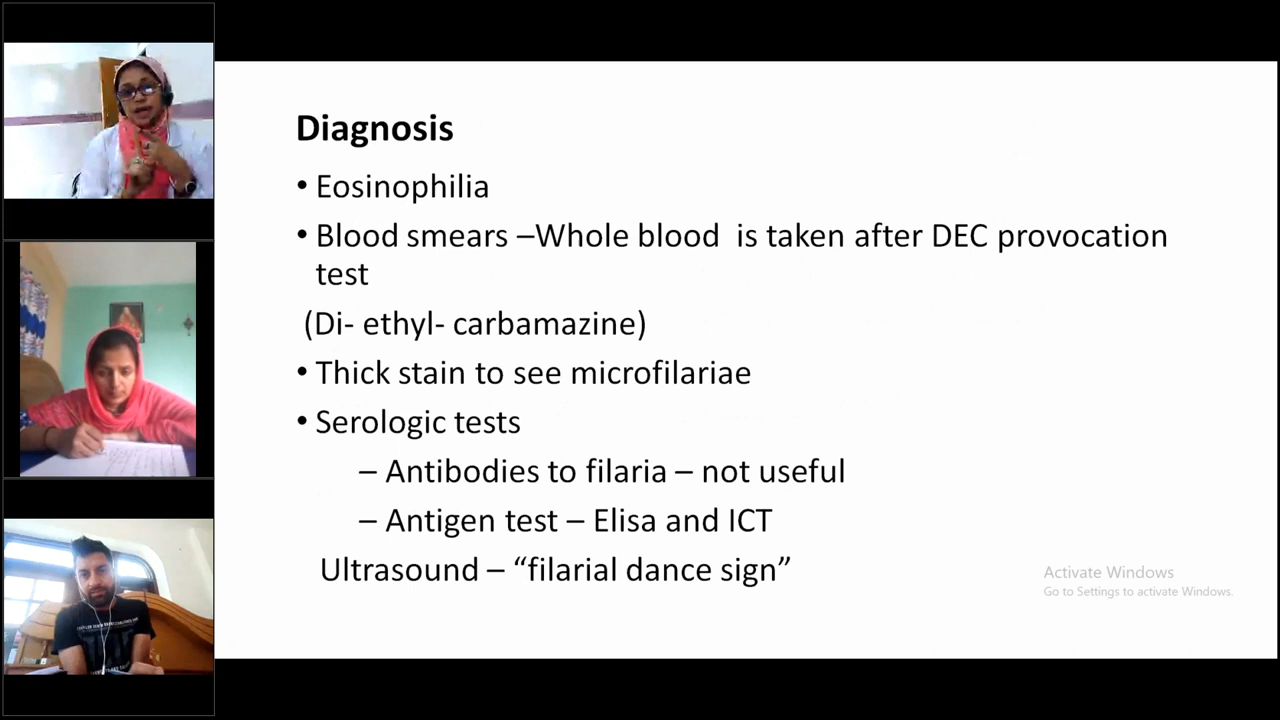 Diagnosis
• Eosinophilia
• Blood smears –Whole blood  is taken after DEC provocation
test
(Di- ethyl- carbamazine)
• Thick stain to see microfilariae
• Serologic tests
– Antibodies to filaria – not useful
– Antigen test – Elisa and ICT
Ultrasound – “filarial dance sign”
Activate Windows
Go to Settings to activate Windows.